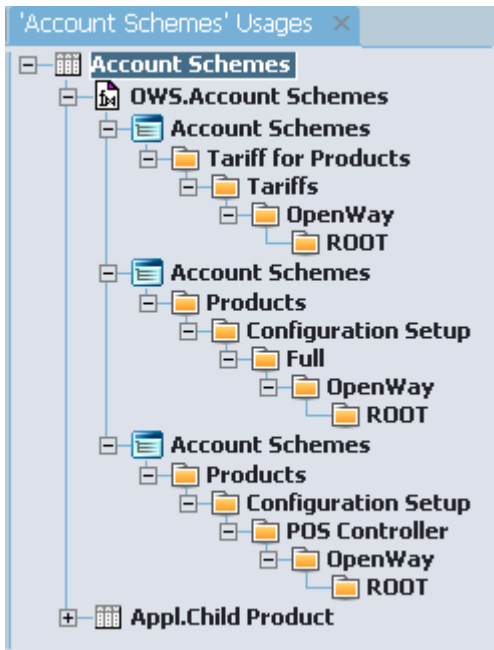 'Account Schemes' Usages
Account Schemes
OWS.Account Schemes
Account Schemes
Tariff for Products
Tariffs
OpenWay
ROOT
Account Schemes
Products
Configuration Setup
Full
OpenWay
ROOT
Account Schemes
Products
Configuration Setup
POS Controller
OpenWay
ROOT
Appl.Child Product